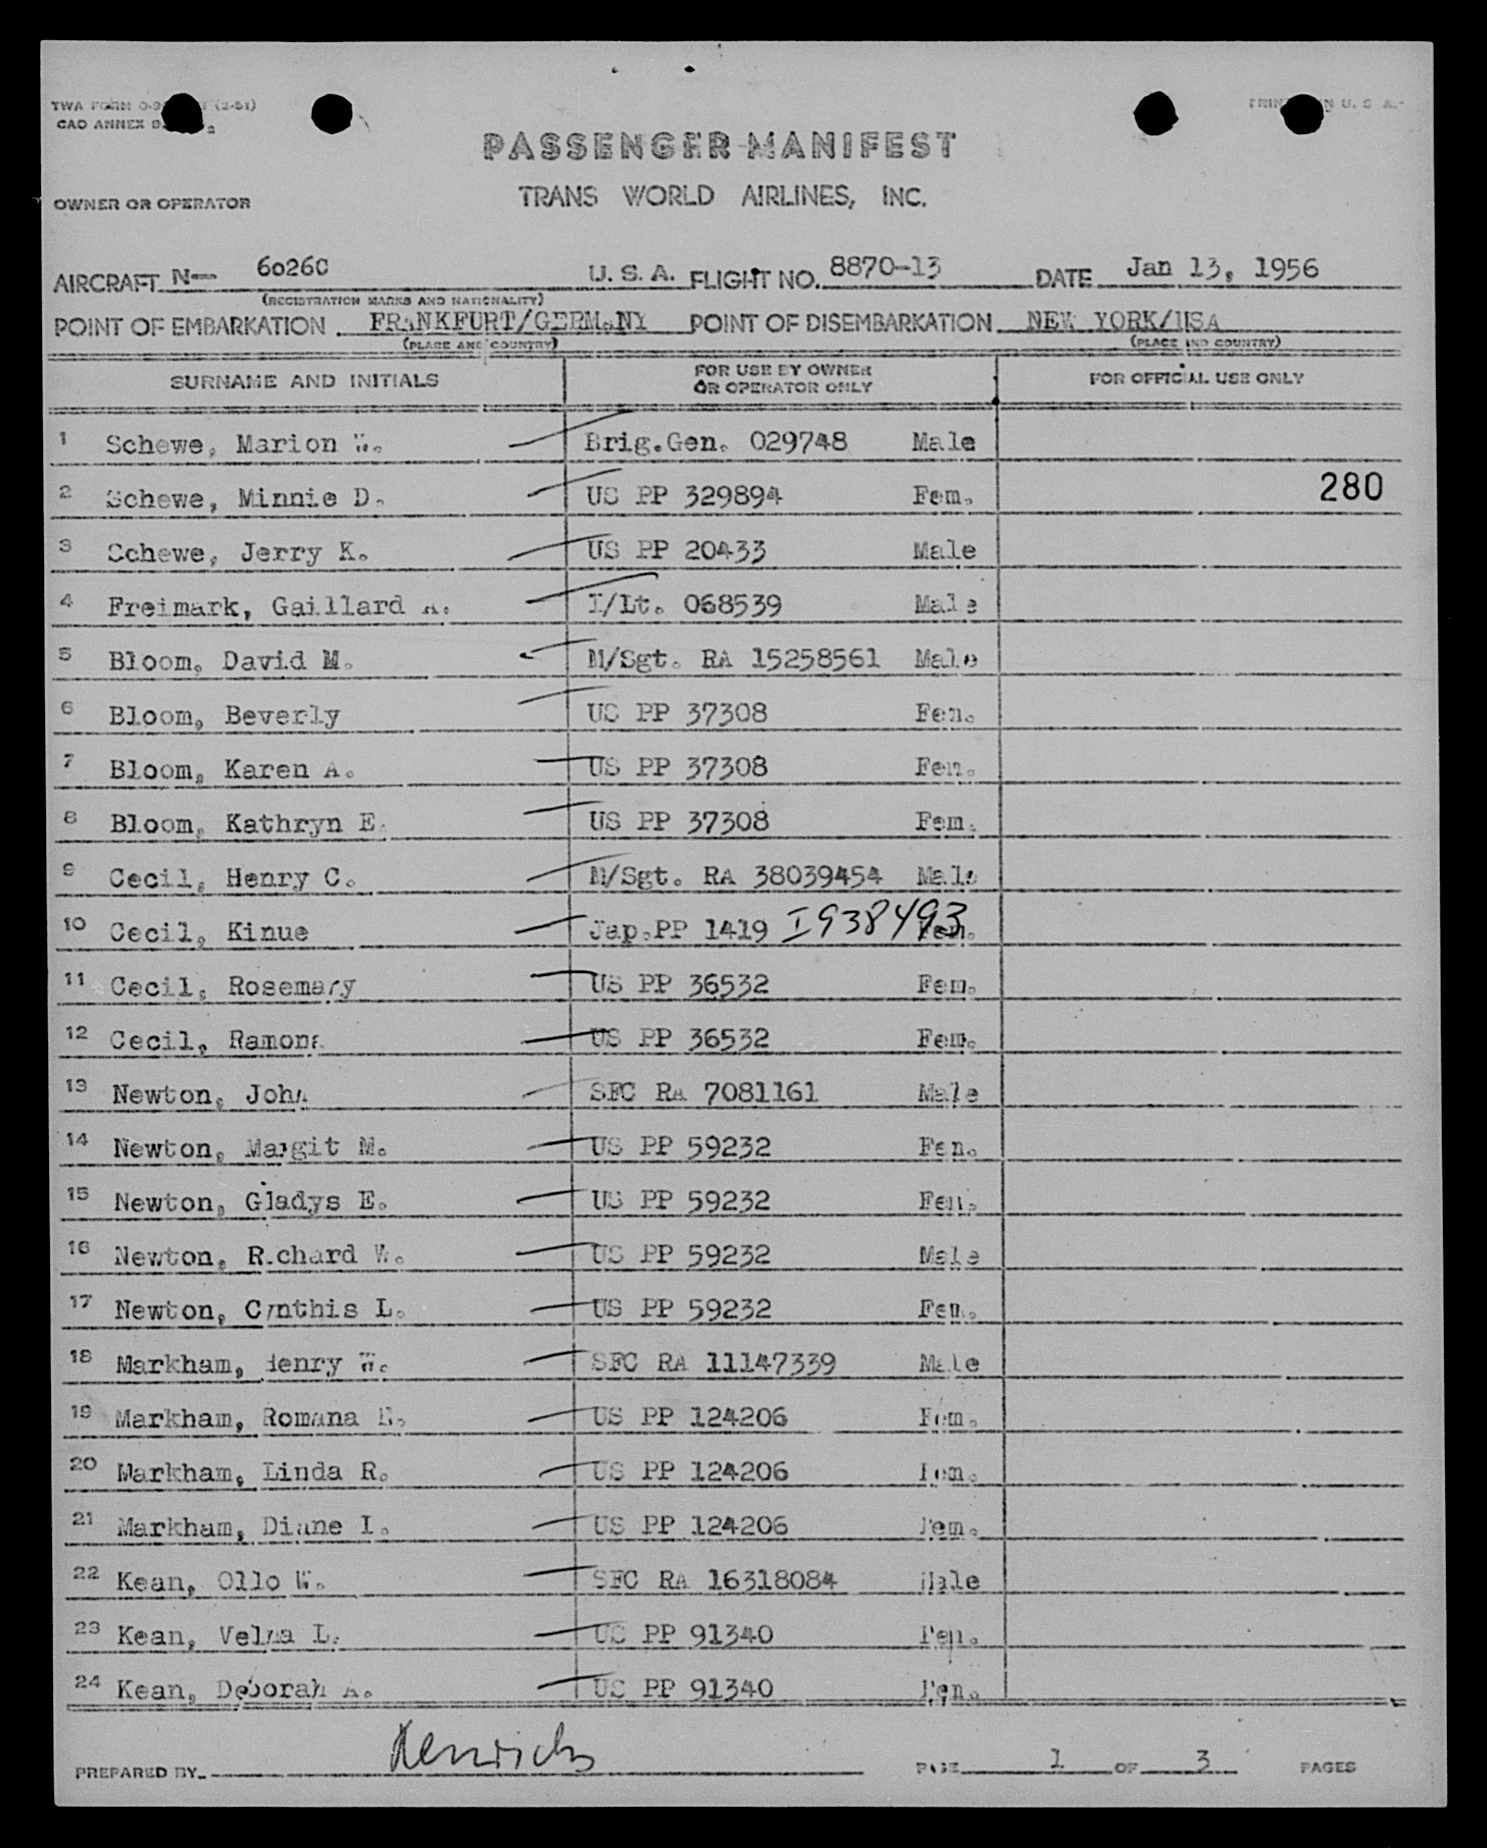 TWA FORM (2-51)
PRINTED IN U. S. A.
CAO ANNEX
PASSENGER MANIFEST
OWNER OR OPERATOR
TRANS WORLD AIRLINES, INC.
AIRCRAFT N— 6026C U. S. A. FLIGHT NO. 8870-13 DATE Jan 13, 1956
(REGISTRATION MARKS AND NATIONALITY)
POINT OF EMBARKATION FRANKFURT/GERMANY POINT OF DISEMBARKATION NEW YORK/USA
(PLACE AND COUNTRY) (PLACE AND COUNTRY)
SURNAME AND INITIALS FOR USE BY OWNER OR OPERATOR ONLY FOR OFFICIAL USE ONLY
1 Schewe, Marion W. Brig.Gen. 029748 Male
2 Schewe, Minnie D. US PP 329894 Fem. 280
3 Schewe, Jerry K. US PP 20433 Male
4 Freimark, Gaillard A. I/Lt. 068539 Male
5 Bloom, David M. M/Sgt. RA 15258561 Male
6 Bloom, Beverly US PP 37308 Fem.
7 Bloom, Karen A. US PP 37308 Fem.
8 Bloom, Kathryn E. US PP 37308 Fem.
9 Cecil, Henry C. M/Sgt. RA 38039454 Male
10 Cecil, Kinue Jap.PP 1419 I938493 Fem.
11 Cecil, Rosemary US PP 36532 Fem.
12 Cecil, Ramona US PP 36532 Fem.
13 Newton, John SFC RA 7081161 Male
14 Newton, Margit M. US PP 59232 Fem.
15 Newton, Gladys E. US PP 59232 Fem.
16 Newton, Richard W. US PP 59232 Male
17 Newton, Cynthis L. US PP 59232 Fem.
18 Markham, Henry W. SFC RA 11147339 Male
19 Markham, Romana E. US PP 124206 Fem.
20 Markham, Linda R. US PP 124206 Fem.
21 Markham, Diane I. US PP 124206 Fem.
22 Kean, Ollo W. SFC RA 16318084 Male
23 Kean, Velma L. US PP 91340 Fem.
24 Kean, Deborah A. US PP 91340 Fem.
PREPARED BY PAGE 1 OF 3 PAGES